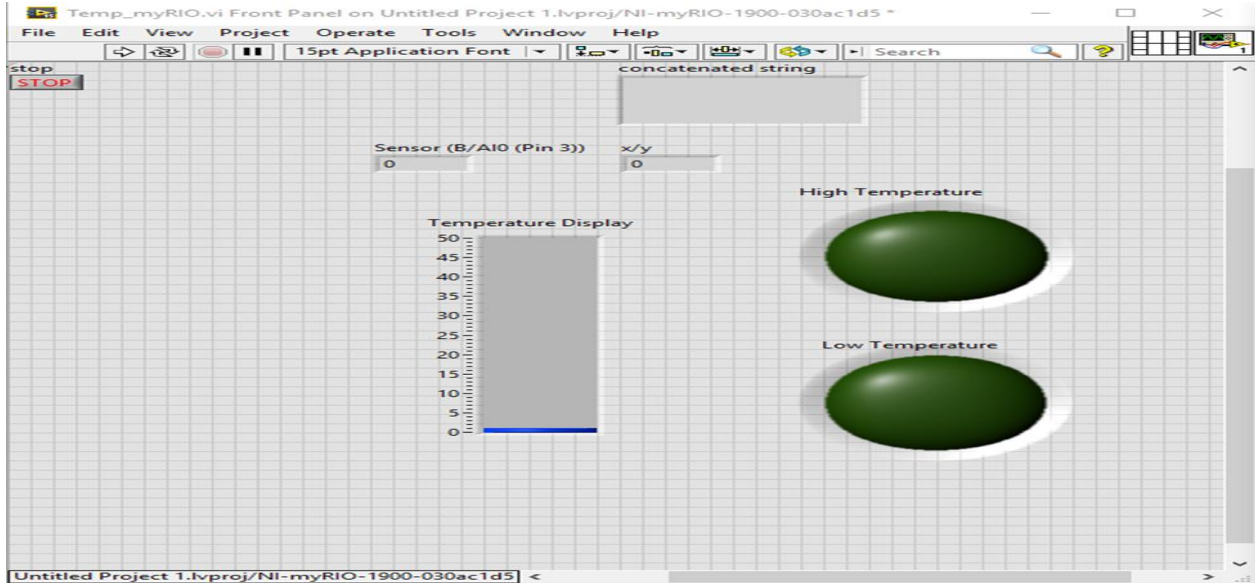 Temp_myRIO.vi Front Panel on Untitled Project 1.lvproj/NI-myRIO-1900-030ac1d5 *
File Edit View Project Operate Tools Window Help
15pt Application Font Search
1
stop
STOP
concatenated string
Sensor (B/AI0 (Pin 3)) x/y
0 0
High Temperature
Temperature Display
50
45
40
35
30
25
20
15
10
5
0
Low Temperature
Untitled Project 1.lvproj/NI-myRIO-1900-030ac1d5